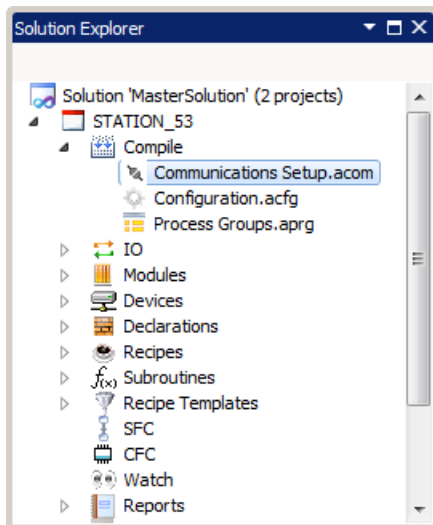 Solution Explorer
Solution 'MasterSolution' (2 projects)
STATION_53
Compile
Communications Setup.acom
Configuration.acfg
Process Groups.aprg
IO
Modules
Devices
Declarations
Recipes
f(x) Subroutines
Recipe Templates
SFC
CFC
Watch
Reports